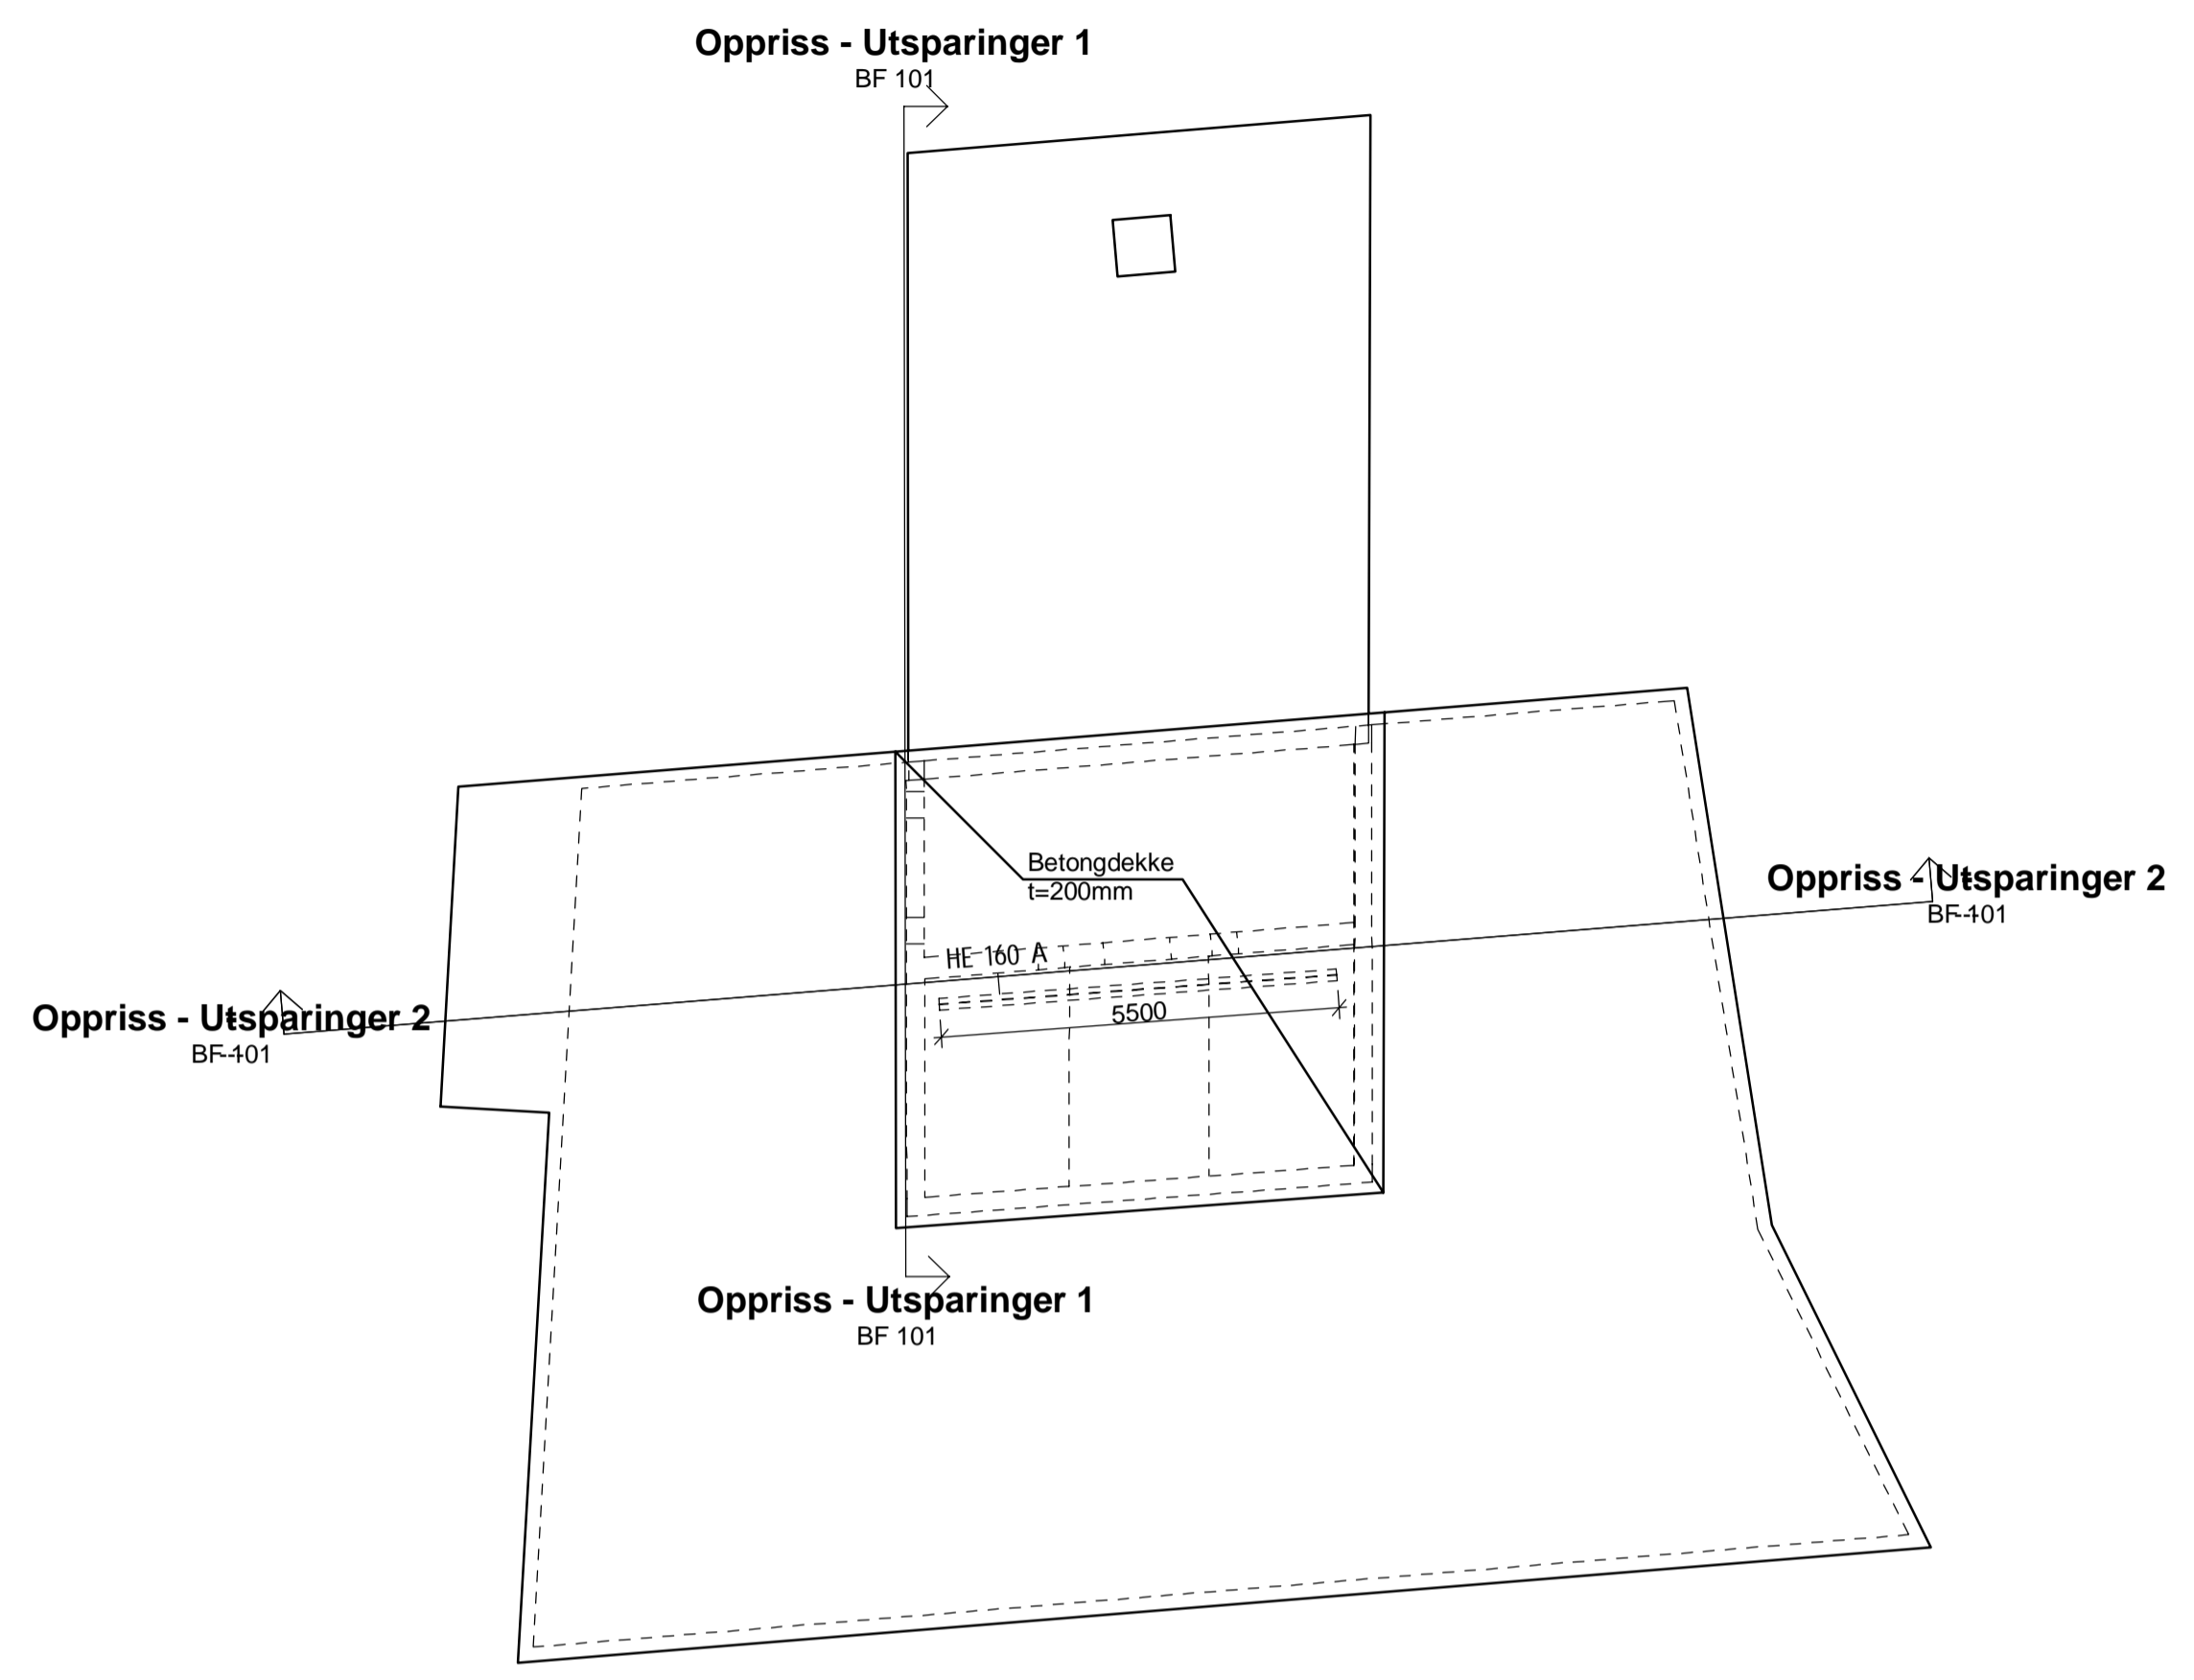 Oppriss - Utsparinger 1
BF 101
Betongdekke
t=200mm
Oppriss - Utsparinger 2
BF 101
HE 160 A
5500
Oppriss - Utsparinger 2
BF 101
Oppriss - Utsparinger 1
BF 101